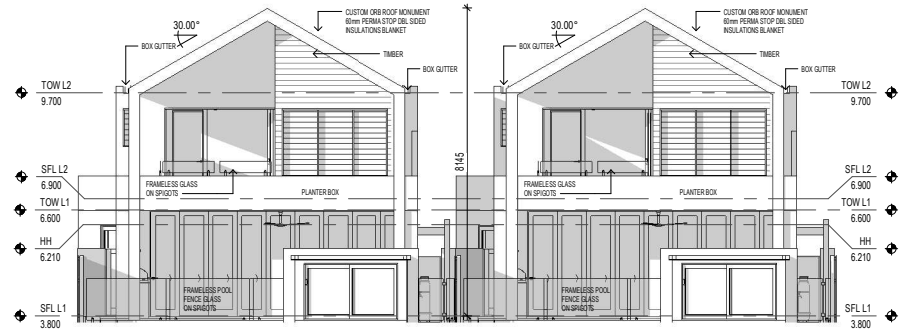 CUSTOM ORB ROOF MONUMENT
60mm PERMA STOP DBL SIDED
INSULATIONS BLANKET
30.00°
BOX GUTTER
TIMBER
BOX GUTTER
TOW L2
9.700
SFL L2
6.900
TOW L1
6.600
HH
6.210
SFL L1
3.800
FRAMELESS GLASS
ON SPIGOTS
PLANTER BOX
FRAMELESS POOL
FENCE GLASS
ON SPIGOTS
8145
CUSTOM ORB ROOF MONUMENT
60mm PERMA STOP DBL SIDED
INSULATIONS BLANKET
30.00°
BOX GUTTER
TIMBER
BOX GUTTER
FRAMELESS GLASS
ON SPIGOTS
PLANTER BOX
FRAMELESS POOL
FENCE GLASS
ON SPIGOTS
TOW L2
9.700
SFL L2
6.900
TOW L1
6.600
HH
6.210
SFL L1
3.800